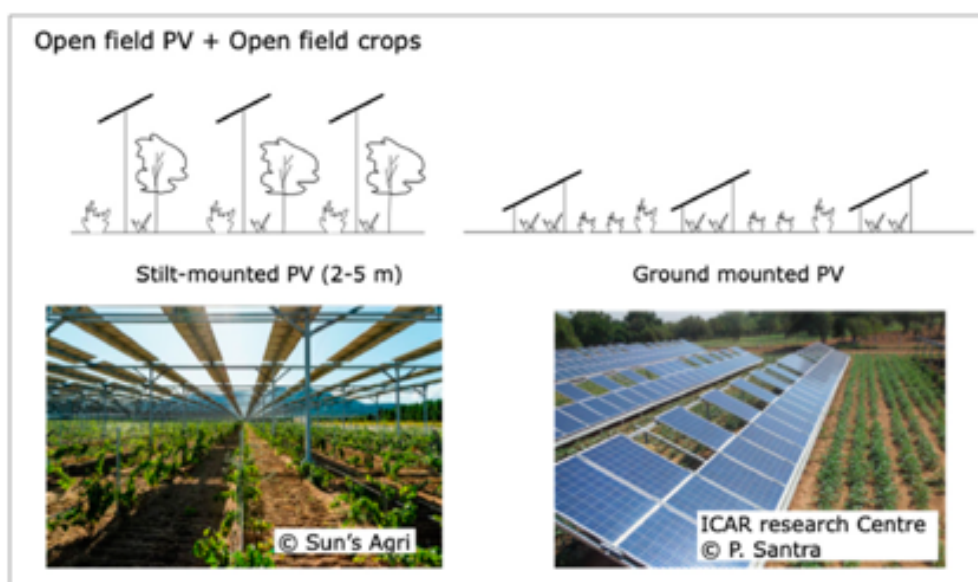 Open field PV + Open field crops
Stilt-mounted PV (2-5 m)
Ground mounted PV
© Sun's Agri
ICAR research Centre
© P. Santra